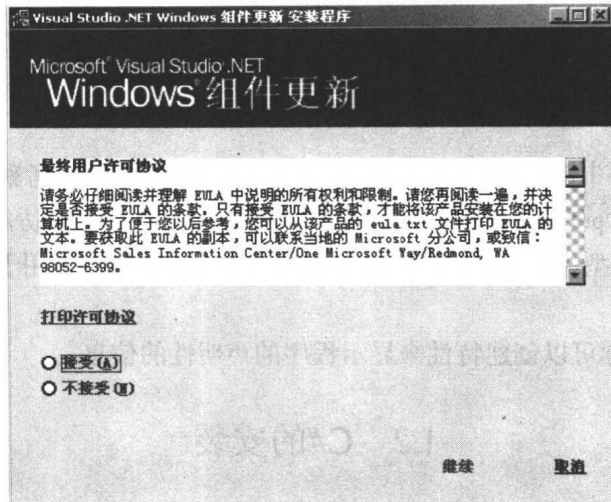 Visual Studio .NET Windows 组件更新 安装程序
Microsoft® Visual Studio®.NET
Windows®组件更新
最终用户许可协议
请务必仔细阅读并理解 EULA 中说明的所有权利和限制。请您再阅读一遍，并决
定是否接受 EULA 的条款。只有接受 EULA 的条款，才能将该产品安装在您的计
算机上。为了便于您以后参考，您可以从该产品的 eula.txt 文件打印 EULA 的
文本。要获取此 EULA 的副本，可以联系当地的 Microsoft 分公司，或致信：
Microsoft Sales Information Center/One Microsoft Way/Redmond, WA
98052-6399。
打印许可协议
接受(A)
不接受(N)
继续
取消